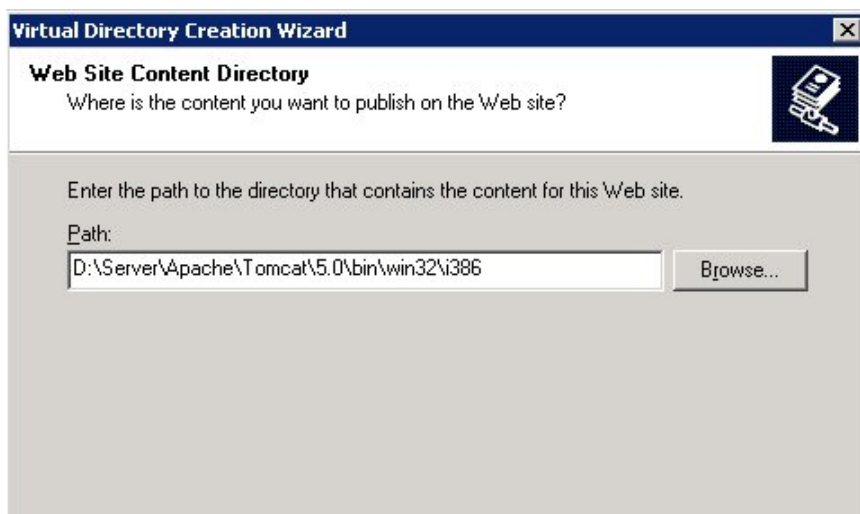 Virtual Directory Creation Wizard
Web Site Content Directory
Where is the content you want to publish on the Web site?
Enter the path to the directory that contains the content for this Web site.
Path:
D:\Server\Apache\Tomcat\5.0\bin\win32\i386
Browse...